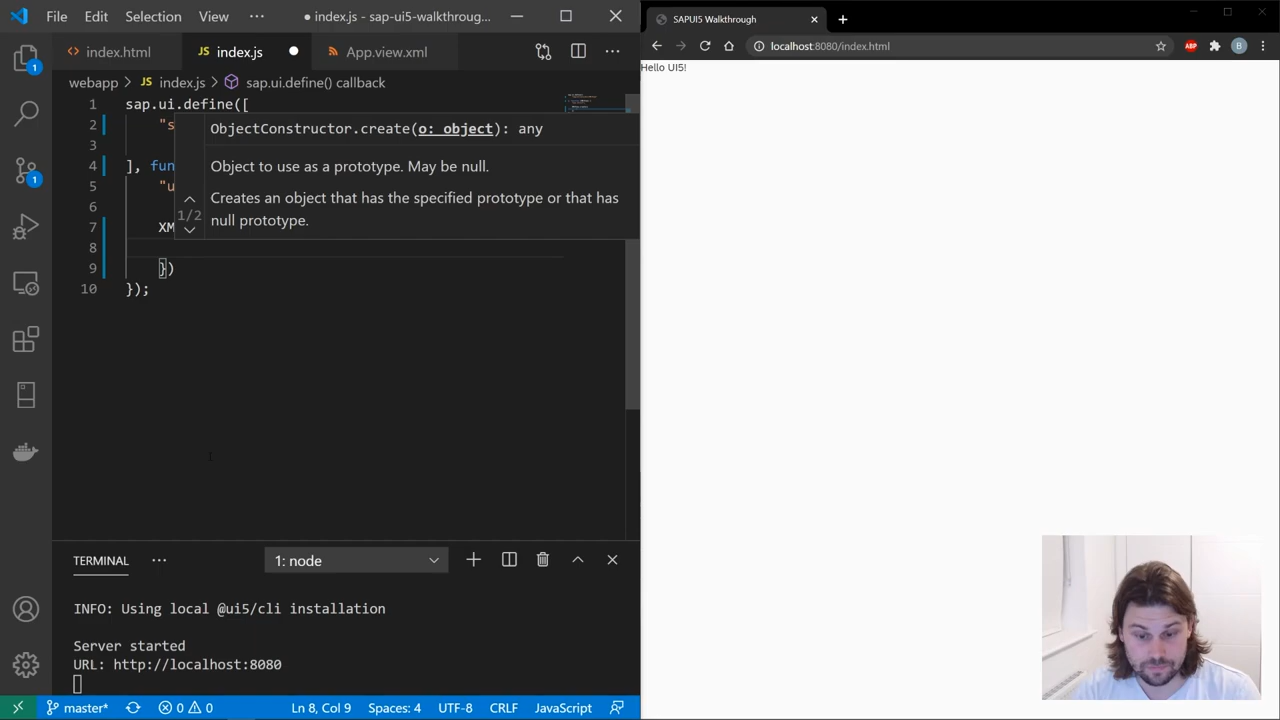 File Edit Selection View ··· ● index.js - sap-ui5-walkthroug...
<> index.html JS index.js ● App.view.xml ···
webapp > JS index.js > sap.ui.define() callback
1 sap.ui.define([
2 "s
3
4 ], fun
5 "u
6
7 XM
8
9 })
10 });
ObjectConstructor.create(o: object): any
Object to use as a prototype. May be null.
Creates an object that has the specified prototype or that has
1/2
null prototype.
1
1
TERMINAL ··· 1: node
INFO: Using local @ui5/cli installation
Server started
URL: http://localhost:8080
master* 0 0 Ln 8, Col 9 Spaces: 4 UTF-8 CRLF JavaScript
SAPUI5 Walkthrough
localhost:8080/index.html ABP B
Hello UI5!